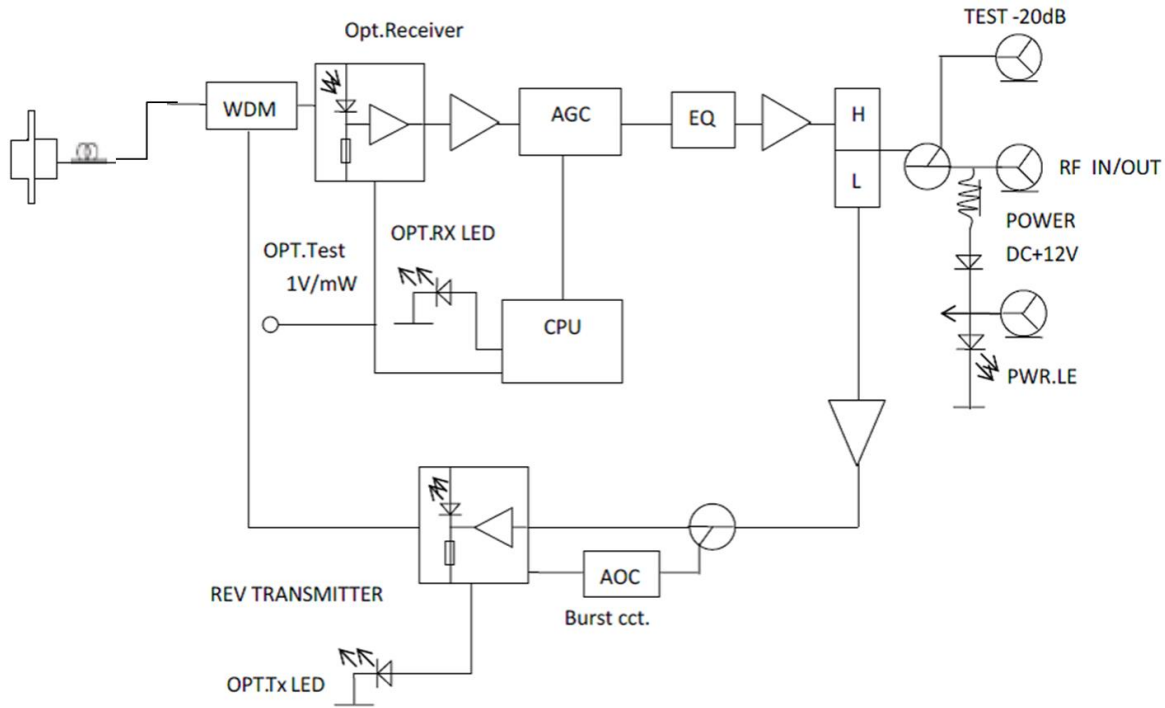 TEST -20dB
Opt.Receiver
WDM
AGC
EQ
H
L
RF IN/OUT
OPT.RX LED
OPT.Test
1V/mW
POWER
DC+12V
CPU
PWR.LE
REV TRANSMITTER
AOC
Burst cct.
OPT.Tx LED